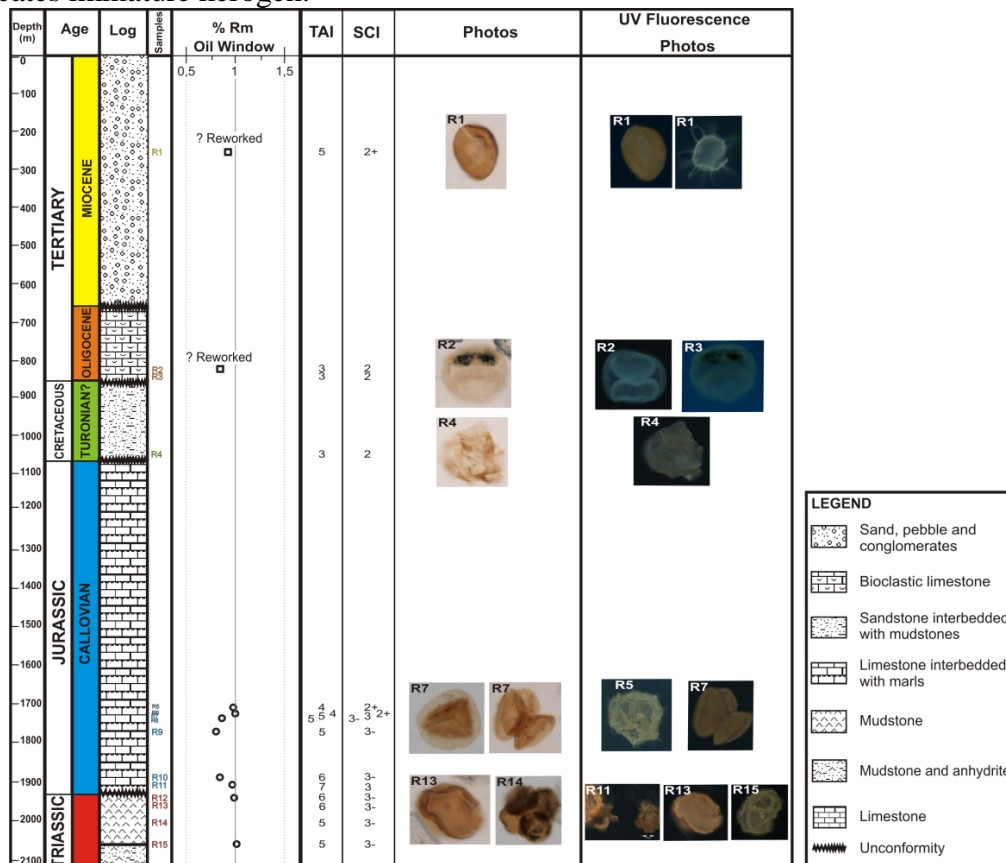 cates immature kerogen.
Depth (m)
Age
Log
Samples
% Rm
Oil Window
TAI
SCI
Photos
UV Fluorescence
Photos
0,5 1 1,5
0
100
200
300
400
500
600
700
800
900
1000
1100
1200
1300
1400
1500
1600
1700
1800
1900
2000
2100
TERTIARY
MIOCENE
OLIGOCENE
CRETACEOUS
TURONIAN?
JURASSIC
CALLOVIAN
TRIASSIC
? Reworked
R1 5 2+
R1
R1 R1
? Reworked
R2 3 2
R3 3 2
R2
R2 R3
R4 3 2
R4
R4
R5 4 2+
5 5 4 3- 3 2+
R9 5 3-
R7 R7
R5 R7
R10 6 3-
R11 7 3
R12 6 3-
R13 6 3-
R14 5 3-
R15 5 3-
R13 R14
R11 R13 R15
LEGEND
Sand, pebble and
conglomerates
Bioclastic limestone
Sandstone interbedded
with mudstones
Limestone interbedded
with marls
Mudstone
Mudstone and anhydrite
Limestone
Unconformity